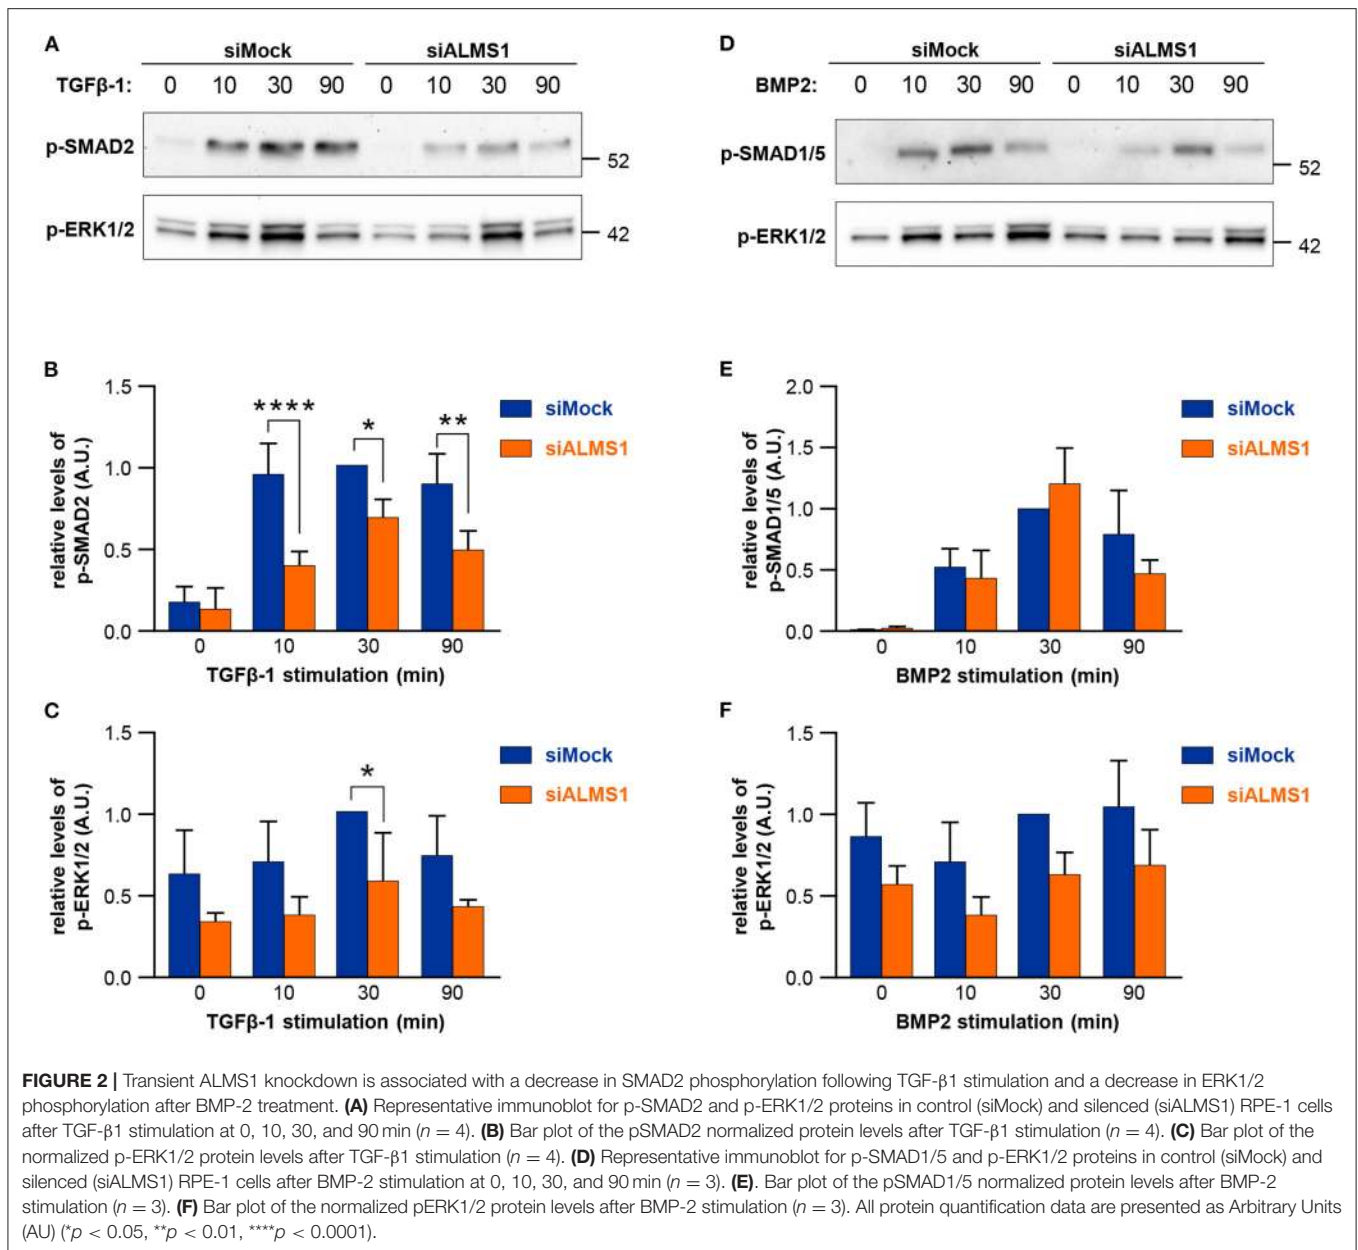 A
siMock siALMS1
TGFβ-1: 0 10 30 90 0 10 30 90
p-SMAD2 52
p-ERK1/2 42
D
siMock siALMS1
BMP2: 0 10 30 90 0 10 30 90
p-SMAD1/5 52
p-ERK1/2 42
B
relative levels of
p-SMAD2 (A.U.)
1.5
1.0
0.5
0.0
**** * **
siMock
siALMS1
0 10 30 90
TGFβ-1 stimulation (min)
E
relative levels of
p-SMAD1/5 (A.U.)
2.0
1.5
1.0
0.5
0.0
siMock
siALMS1
0 10 30 90
BMP2 stimulation (min)
C
relative levels of
p-ERK1/2 (A.U.)
1.5
1.0
0.5
0.0
*
siMock
siALMS1
0 10 30 90
TGFβ-1 stimulation (min)
F
relative levels of
p-ERK1/2 (A.U.)
1.5
1.0
0.5
0.0
siMock
siALMS1
0 10 30 90
BMP2 stimulation (min)
FIGURE 2 | Transient ALMS1 knockdown is associated with a decrease in SMAD2 phosphorylation following TGF-β1 stimulation and a decrease in ERK1/2
phosphorylation after BMP-2 treatment. (A) Representative immunoblot for p-SMAD2 and p-ERK1/2 proteins in control (siMock) and silenced (siALMS1) RPE-1 cells
after TGF-β1 stimulation at 0, 10, 30, and 90 min (n = 4). (B) Bar plot of the pSMAD2 normalized protein levels after TGF-β1 stimulation (n = 4). (C) Bar plot of the
normalized p-ERK1/2 protein levels after TGF-β1 stimulation (n = 4). (D) Representative immunoblot for p-SMAD1/5 and p-ERK1/2 proteins in control (siMock) and
silenced (siALMS1) RPE-1 cells after BMP-2 stimulation at 0, 10, 30, and 90 min (n = 3). (E). Bar plot of the pSMAD1/5 normalized protein levels after BMP-2
stimulation (n = 3). (F) Bar plot of the normalized pERK1/2 protein levels after BMP-2 stimulation (n = 3). All protein quantification data are presented as Arbitrary Units
(AU) (*p < 0.05, **p < 0.01, ****p < 0.0001).